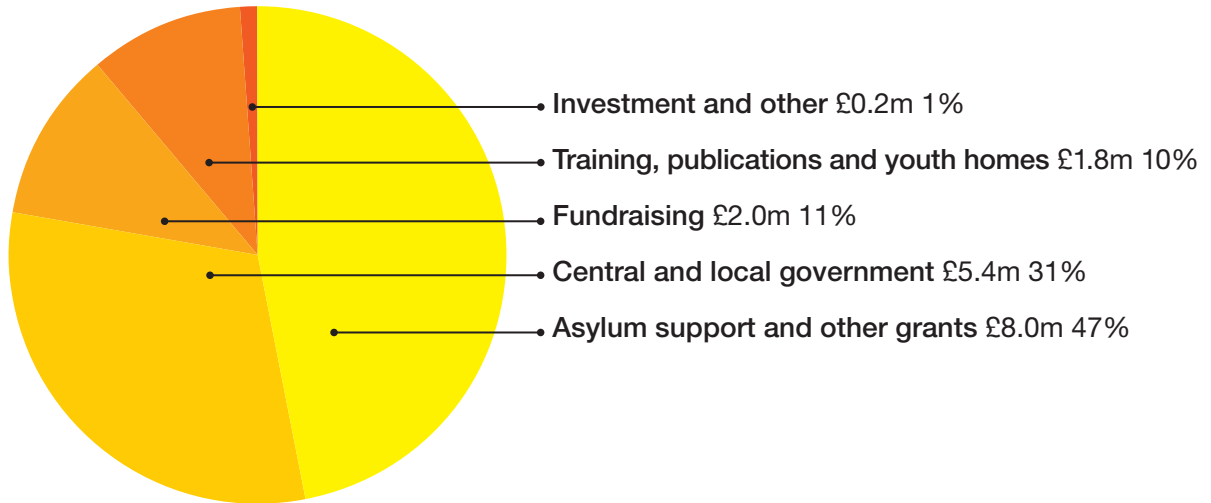 Investment and other £0.2m 1%
Training, publications and youth homes £1.8m 10%
Fundraising £2.0m 11%
Central and local government £5.4m 31%
Asylum support and other grants £8.0m 47%